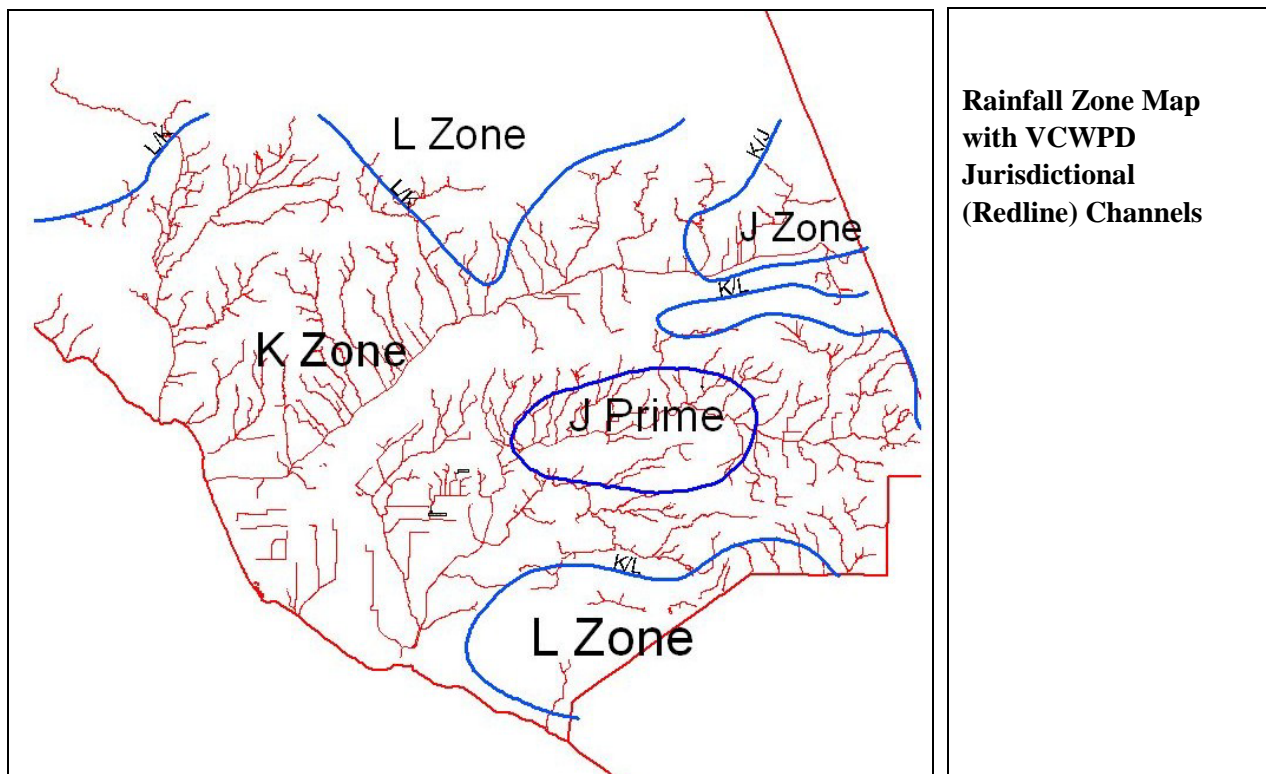 L Zone
L/K
L/K
K/J
J Zone
K/L
K Zone
J Prime
K/L
L Zone
Rainfall Zone Map
with VCWPD
Jurisdictional
(Redline) Channels